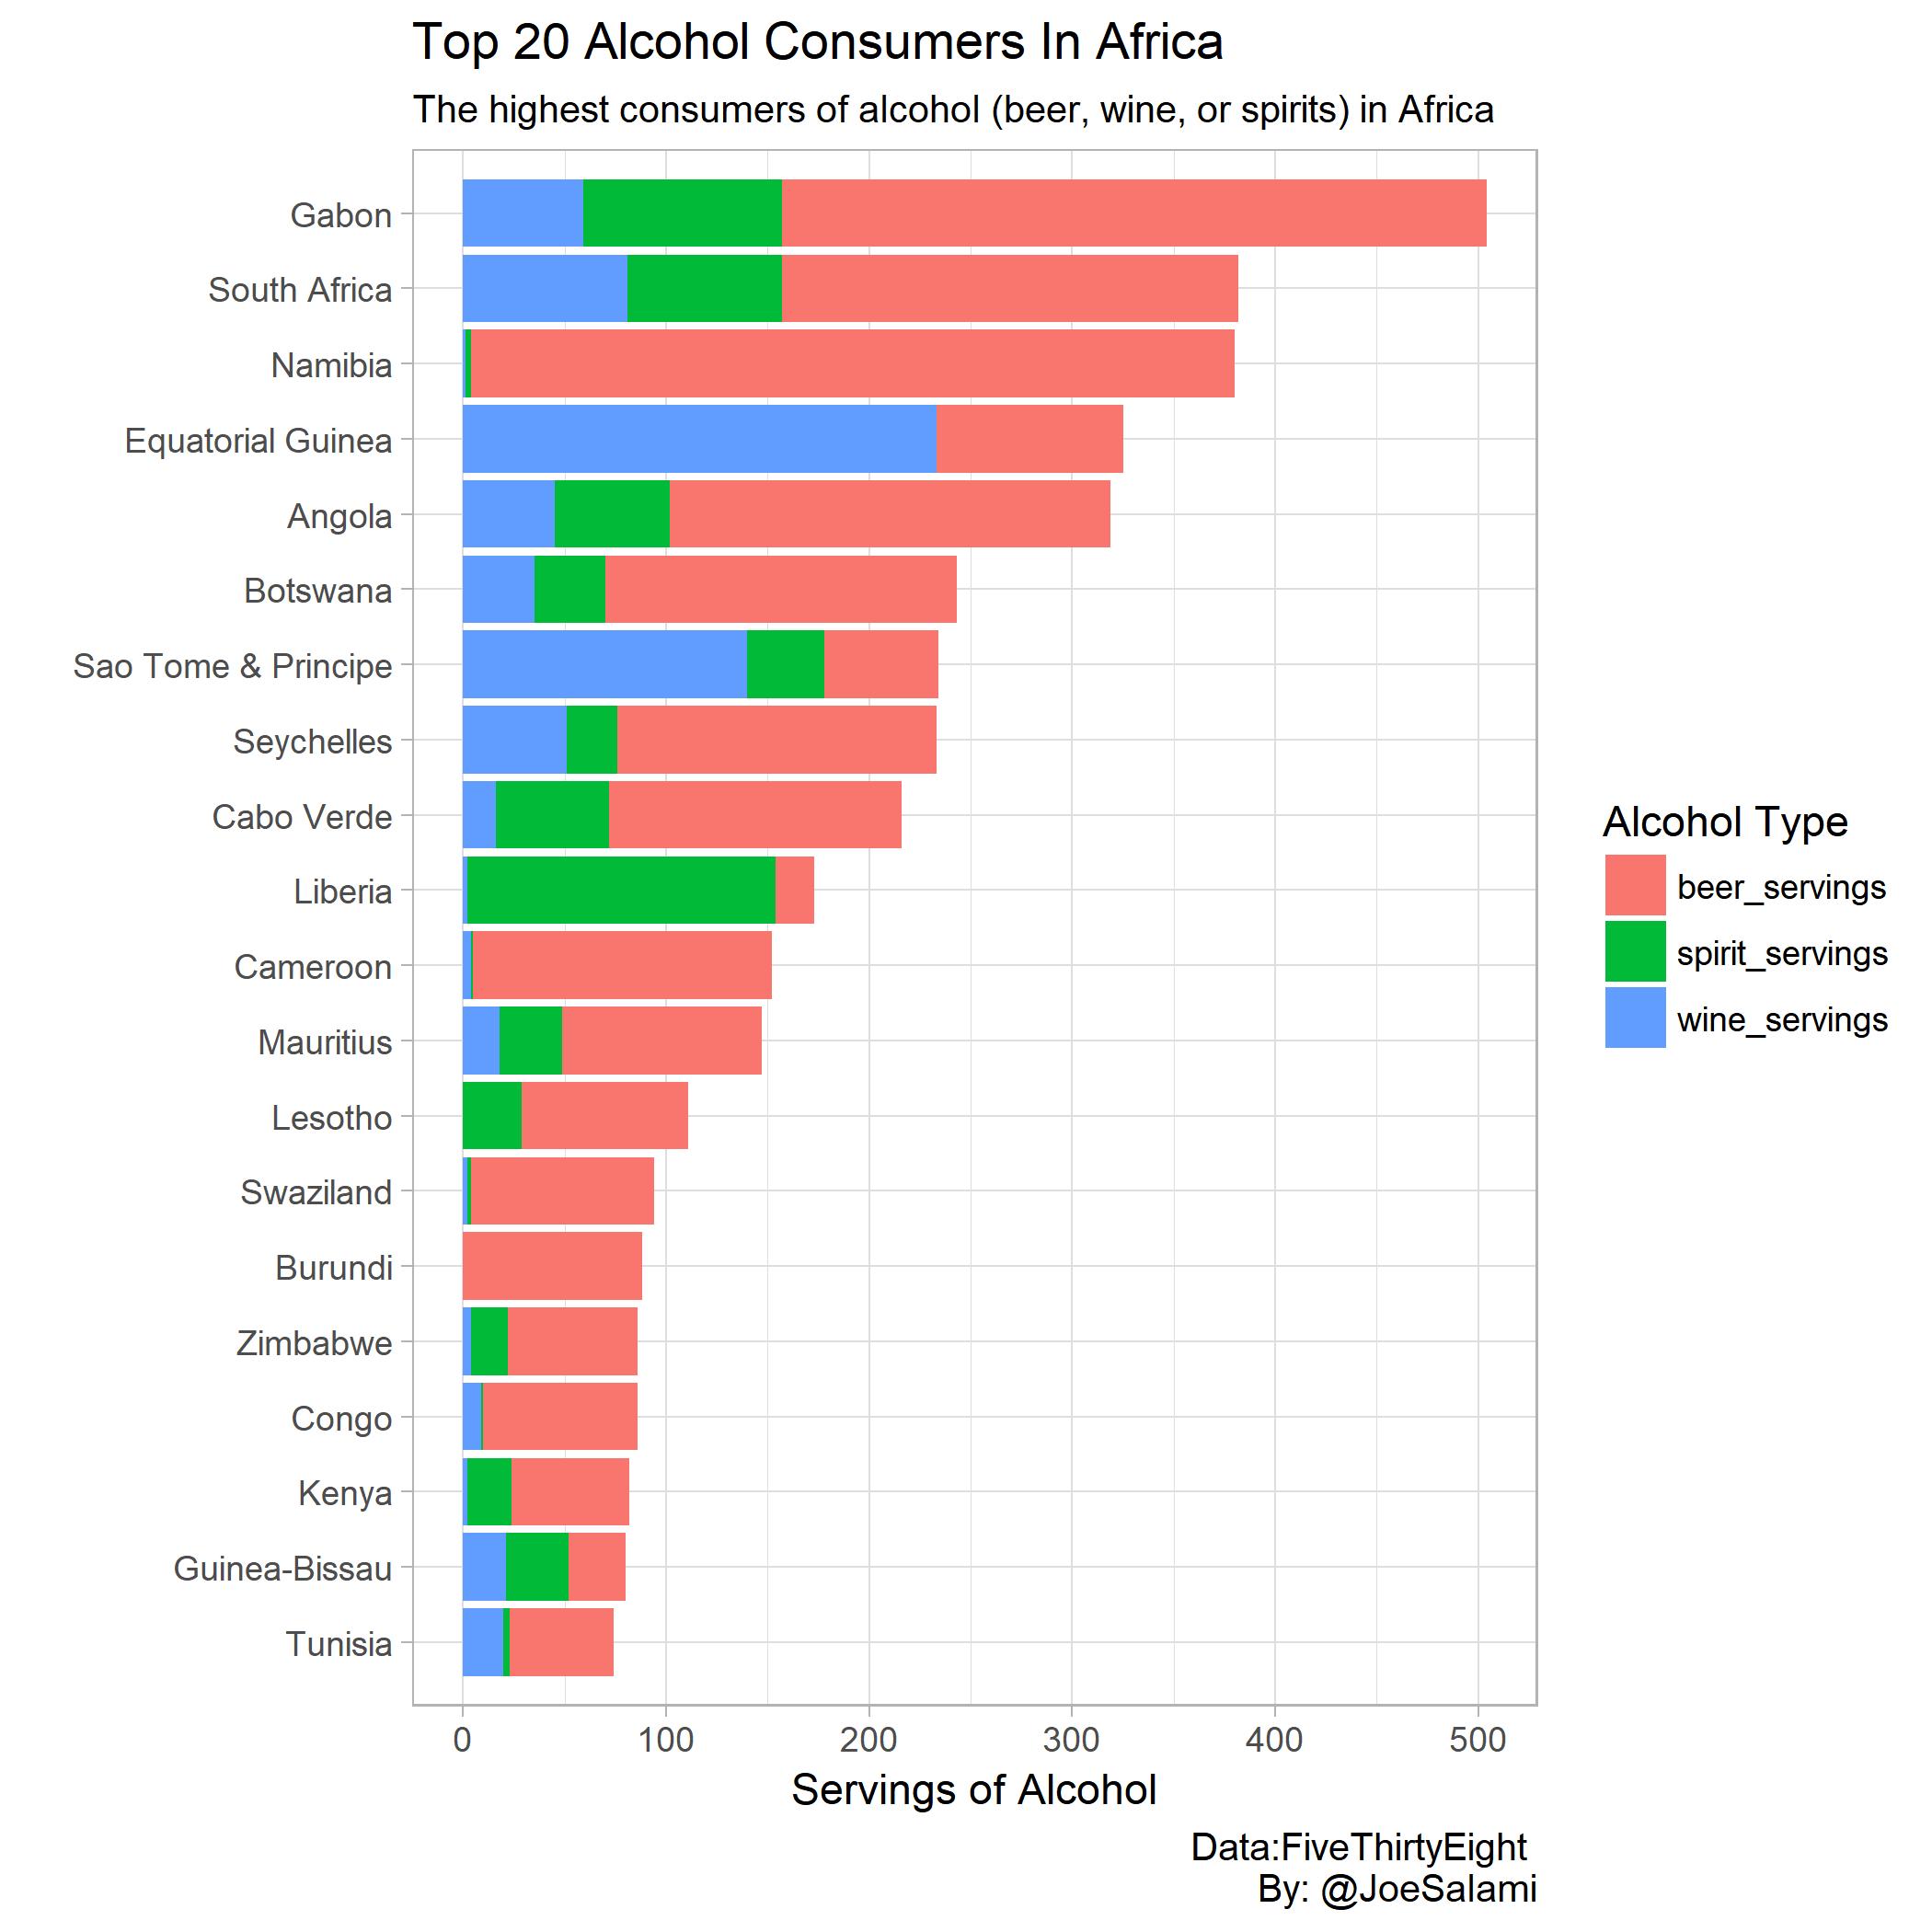 Top 20 Alcohol Consumers In Africa
The highest consumers of alcohol (beer, wine, or spirits) in Africa
Gabon
South Africa
Namibia
Equatorial Guinea
Angola
Botswana
Sao Tome & Principe
Seychelles
Cabo Verde
Liberia
Cameroon
Mauritius
Lesotho
Swaziland
Burundi
Zimbabwe
Congo
Kenya
Guinea-Bissau
Tunisia
0 100 200 300 400 500
Servings of Alcohol
Alcohol Type
beer_servings
spirit_servings
wine_servings
Data:FiveThirtyEight
By: @JoeSalami